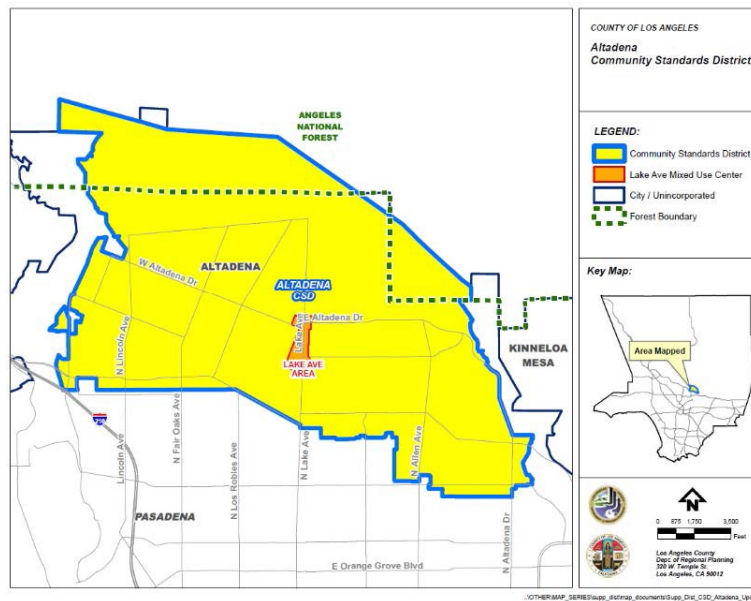 COUNTY OF LOS ANGELES
Altadena
Community Standards District
LEGEND:
Community Standards District
Lake Ave Mixed Use Center
City / Unincorporated
Forest Boundary
Key Map:
Area Mapped
0 875 1,750 3,500
Feet
Los Angeles County
Dept. of Regional Planning
320 W. Temple St.
Los Angeles, CA 90012
ANGELES
NATIONAL
FOREST
ALTADENA
W Altadena Dr
ALTADENA
CSD
E Altadena Dr
Lake Ave
LAKE AVE
AREA
KINNELOA
MESA
N Lincoln Ave
Lincoln Ave
N Fair Oaks Ave
N Los Robles Ave
N Lake Ave
N Allen Ave
N Altadena Dr
PASADENA
E Orange Grove Blvd